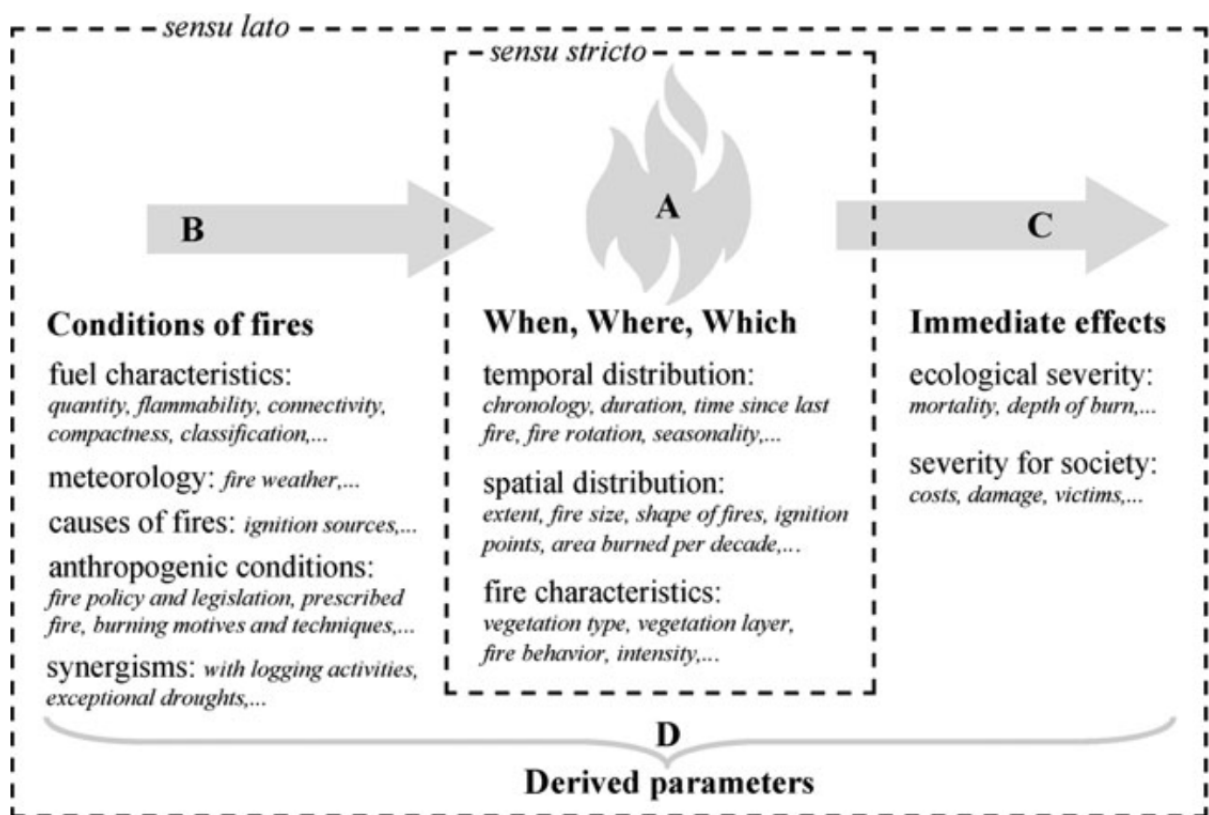 sensu lato
sensu stricto
B
A
C
Conditions of fires
fuel characteristics:
quantity, flammability, connectivity,
compactness, classification,...
meteorology: fire weather,...
causes of fires: ignition sources,...
anthropogenic conditions:
fire policy and legislation, prescribed
fire, burning motives and techniques,...
synergisms: with logging activities,
exceptional droughts,...
When, Where, Which
temporal distribution:
chronology, duration, time since last
fire, fire rotation, seasonality,...
spatial distribution:
extent, fire size, shape of fires, ignition
points, area burned per decade,...
fire characteristics:
vegetation type, vegetation layer,
fire behavior, intensity,...
Immediate effects
ecological severity:
mortality, depth of burn,...
severity for society:
costs, damage, victims,...
D
Derived parameters